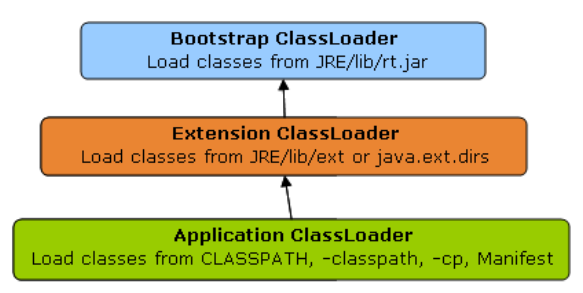 Bootstrap ClassLoader
Load classes from JRE/lib/rt.jar
Extension ClassLoader
Load classes from JRE/lib/ext or java.ext.dirs
Application ClassLoader
Load classes from CLASSPATH, -classpath, -cp, Manifest